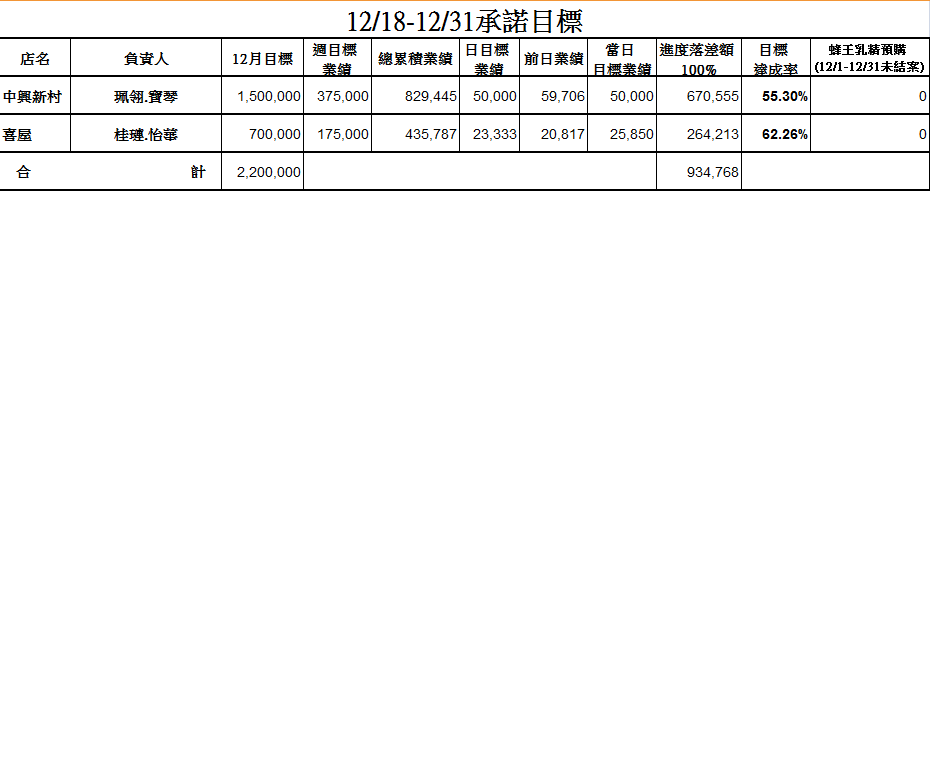 12/18-12/31承諾目標
店名 負責人 12月目標 週目標業績 總累積業績 日目標業績 前日業績 當日目標業績 進度落差額100% 目標達成率 蜂王乳精預購(12/1-12/31未結案)
中興新村 珮翎.寶琴 1,500,000 375,000 829,445 50,000 59,706 50,000 670,555 55.30% 0
喜屋 桂璉.怡華 700,000 175,000 435,787 23,333 20,817 25,850 264,213 62.26% 0
合 計 2,200,000 934,768